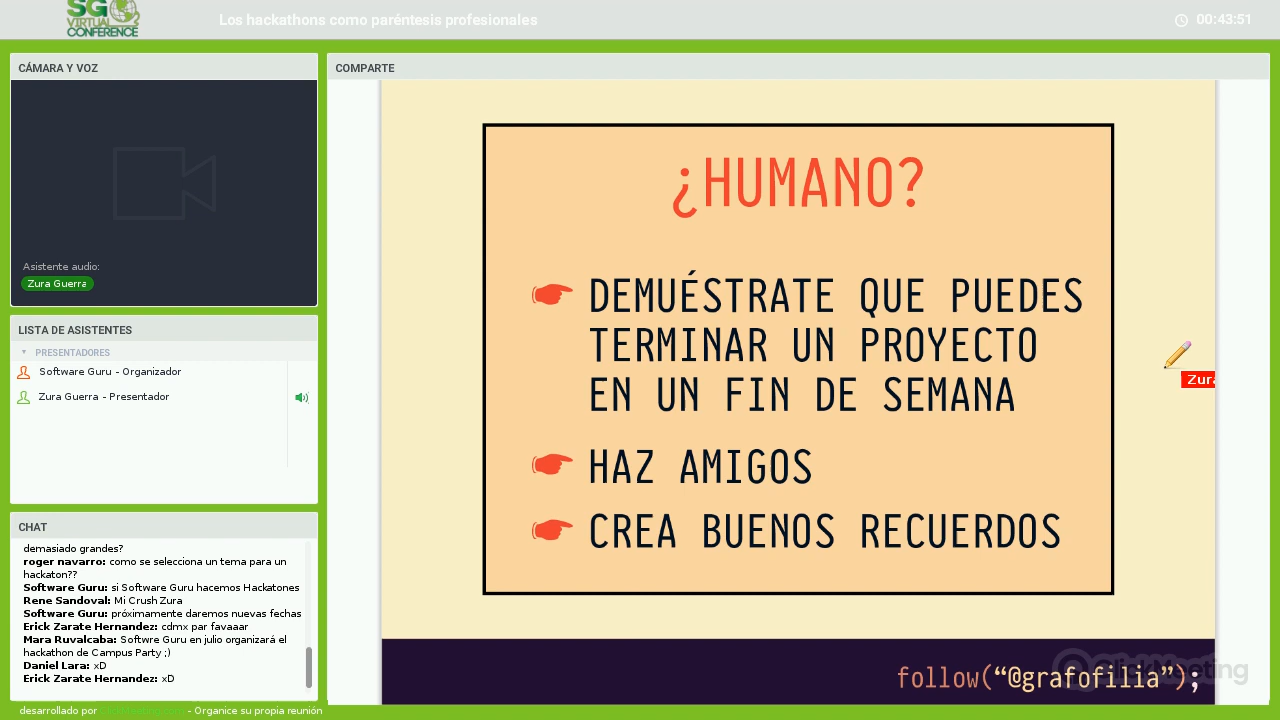 SG
VIRTUAL
CONFERENCE
Los hackathons como paréntesis profesionales
00:43:51
CÁMARA Y VOZ
Asistente audio:
Zura Guerra
LISTA DE ASISTENTES
PRESENTADORES
Software Guru - Organizador
Zura Guerra - Presentador
CHAT
demasiado grandes?
roger navarro: como se selecciona un tema para un
hackaton??
Software Guru: si Software Guru hacemos Hackatones
Rene Sandoval: Mi Crush Zura
Software Guru: próximamente daremos nuevas fechas
Erick Zarate Hernandez: cdmx par favaaar
Mara Ruvalcaba: Softwre Guru en julio organizará el
hackathon de Campus Party ;)
Daniel Lara: xD
Erick Zarate Hernandez: xD
desarrollado por - Organice su propia reunión
COMPARTE
¿HUMANO?
DEMUÉSTRATE QUE PUEDES
TERMINAR UN PROYECTO
EN UN FIN DE SEMANA
HAZ AMIGOS
CREA BUENOS RECUERDOS
Zura
follow(“@grafofilia”);
ClickMeeting